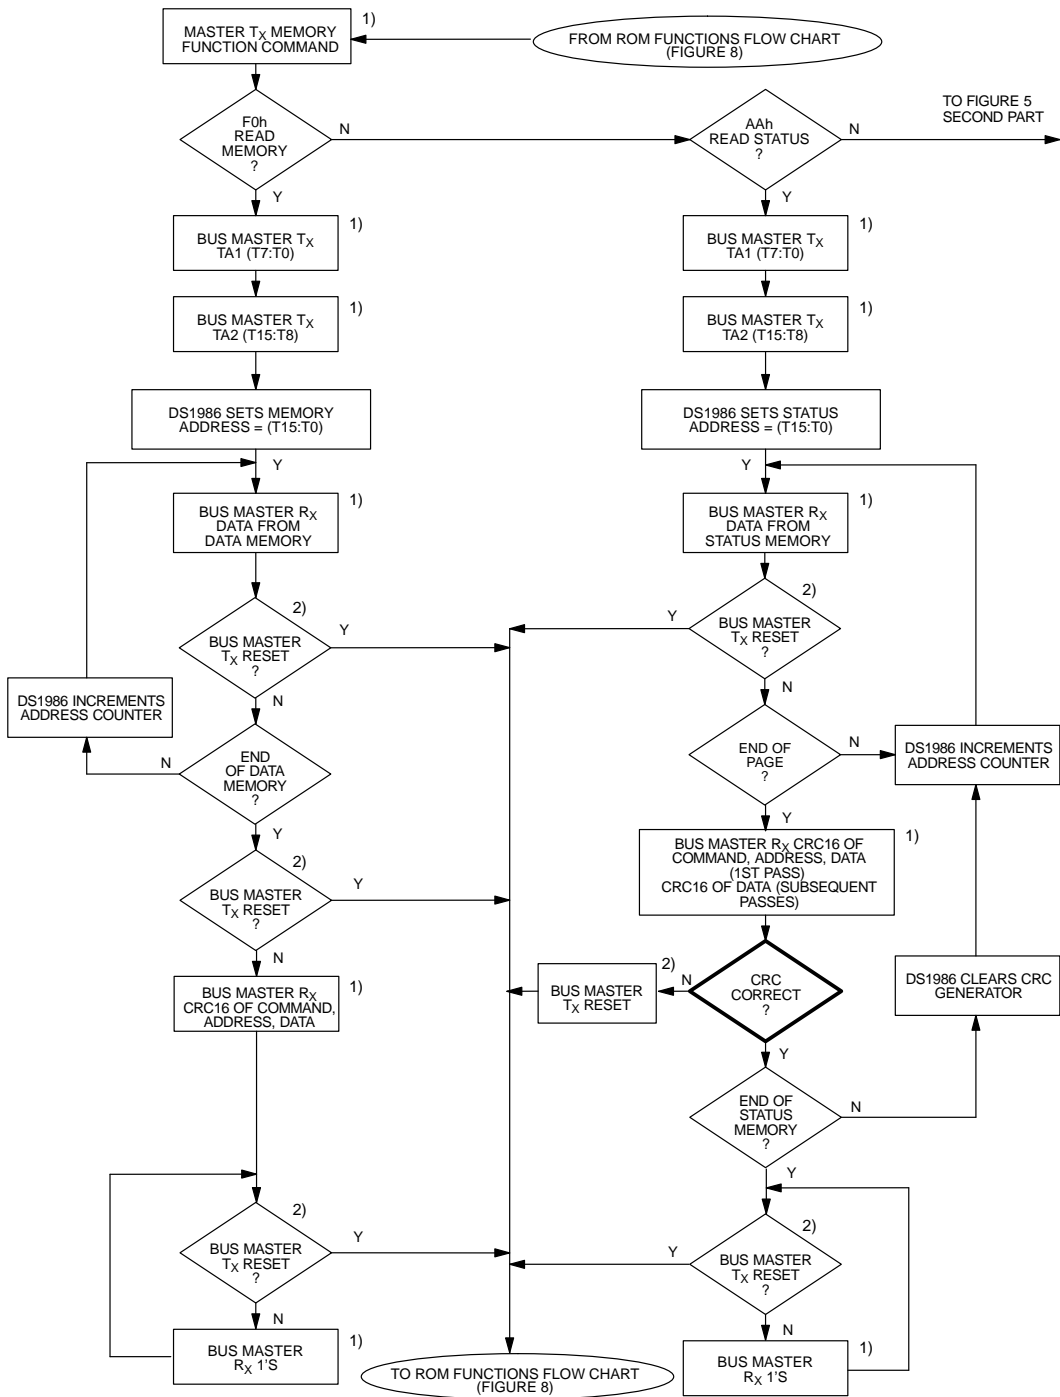 MASTER TX MEMORY
FUNCTION COMMAND
1)
FROM ROM FUNCTIONS FLOW CHART
(FIGURE 8)
F0h
READ
MEMORY
?
N
Y
AAh
READ STATUS
?
N
Y
TO FIGURE 5
SECOND PART
BUS MASTER TX
TA1 (T7:T0)
1)
BUS MASTER TX
TA1 (T7:T0)
1)
BUS MASTER TX
TA2 (T15:T8)
1)
BUS MASTER TX
TA2 (T15:T8)
1)
DS1986 SETS MEMORY
ADDRESS = (T15:T0)
DS1986 SETS STATUS
ADDRESS = (T15:T0)
Y
Y
BUS MASTER RX
DATA FROM
DATA MEMORY
1)
BUS MASTER RX
DATA FROM
STATUS MEMORY
1)
2)
BUS MASTER
TX RESET
?
Y
N
2)
BUS MASTER
TX RESET
?
Y
N
DS1986 INCREMENTS
ADDRESS COUNTER
END
OF DATA
MEMORY
?
N
Y
END OF
PAGE
?
N
Y
DS1986 INCREMENTS
ADDRESS COUNTER
2)
BUS MASTER
TX RESET
?
Y
N
BUS MASTER RX CRC16 OF
COMMAND, ADDRESS, DATA
(1ST PASS)
CRC16 OF DATA (SUBSEQUENT
PASSES)
1)
BUS MASTER RX
CRC16 OF COMMAND,
ADDRESS, DATA
1)
BUS MASTER
TX RESET
2)
N
CRC
CORRECT
?
Y
DS1986 CLEARS CRC
GENERATOR
END OF
STATUS
MEMORY
?
N
Y
2)
BUS MASTER
TX RESET
?
Y
N
2)
BUS MASTER
TX RESET
?
Y
N
BUS MASTER
RX 1'S
1)
TO ROM FUNCTIONS FLOW CHART
(FIGURE 8)
BUS MASTER
RX 1'S
1)